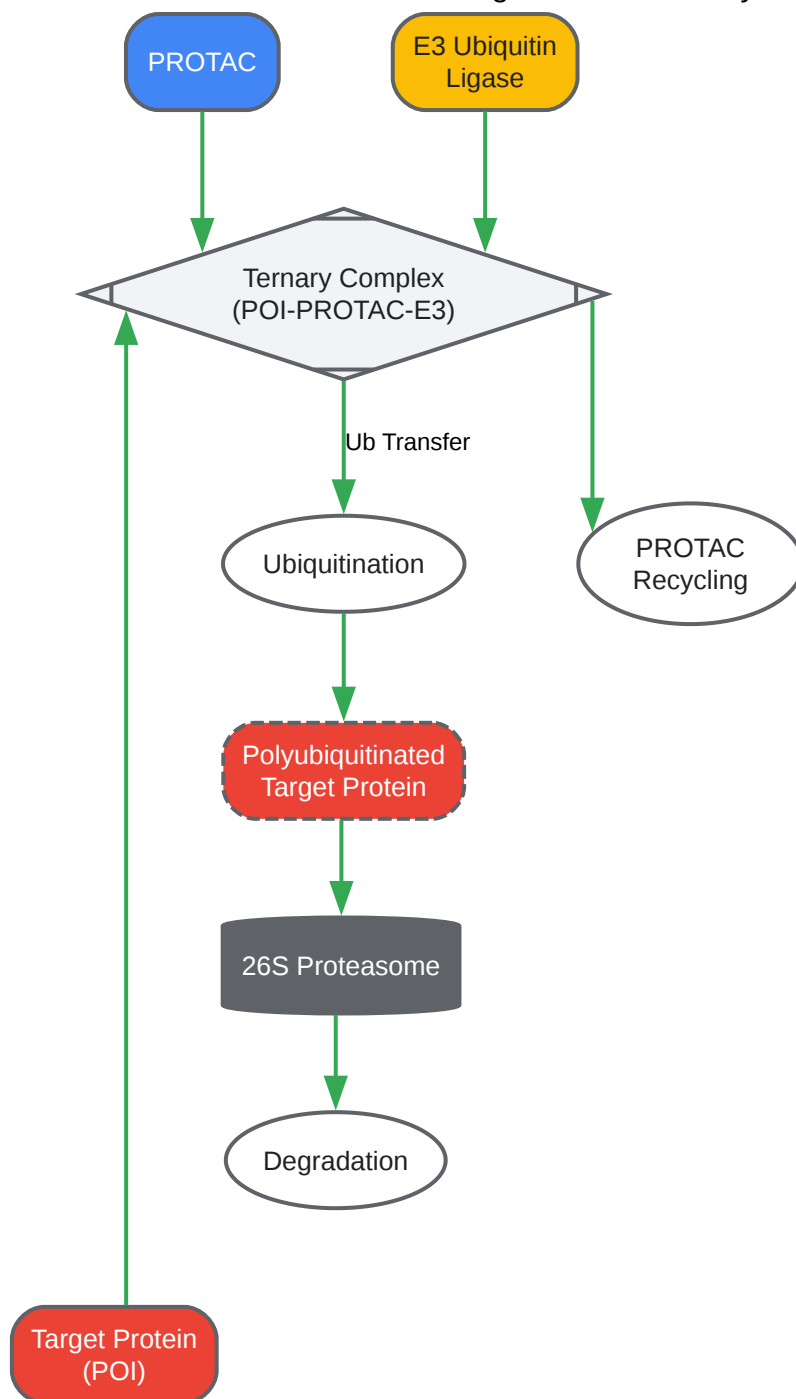 PROTAC
E3 Ubiquitin
Ligase
Ternary Complex
(POI-PROTAC-E3)
Ub Transfer
Ubiquitination
PROTAC
Recycling
Polyubiquitinated
Target Protein
26S Proteasome
Degradation
Target Protein
(POI)